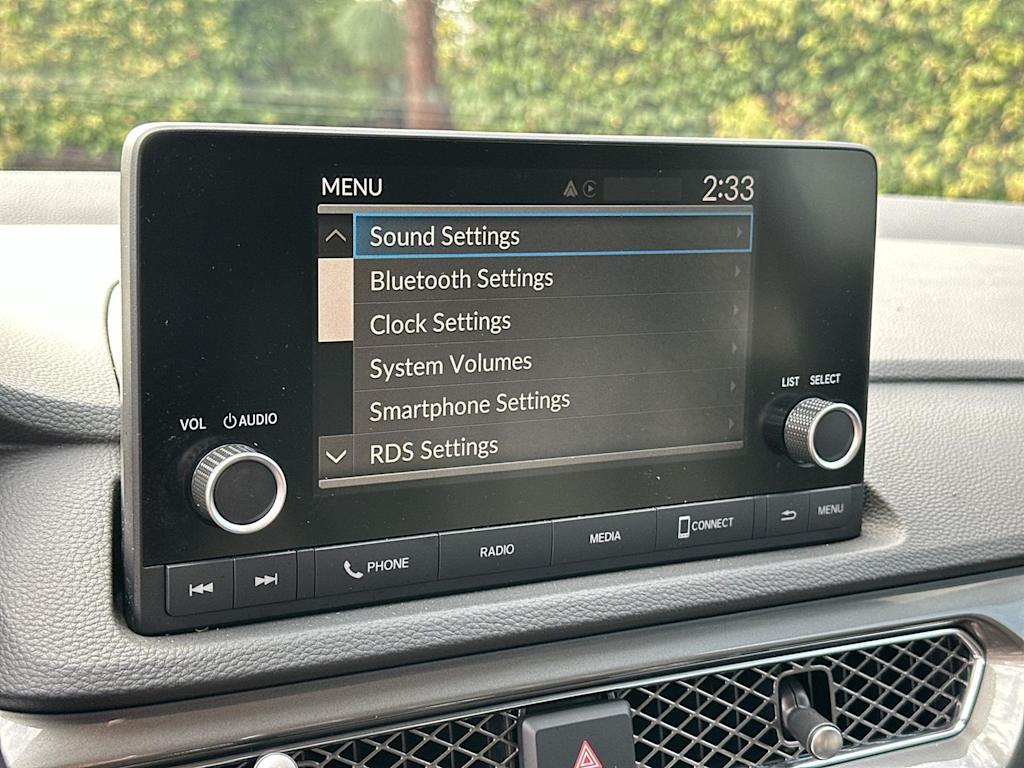 MENU 2:33
Sound Settings
Bluetooth Settings
Clock Settings
System Volumes
Smartphone Settings
RDS Settings
VOL AUDIO
LIST SELECT
PHONE RADIO MEDIA CONNECT MENU